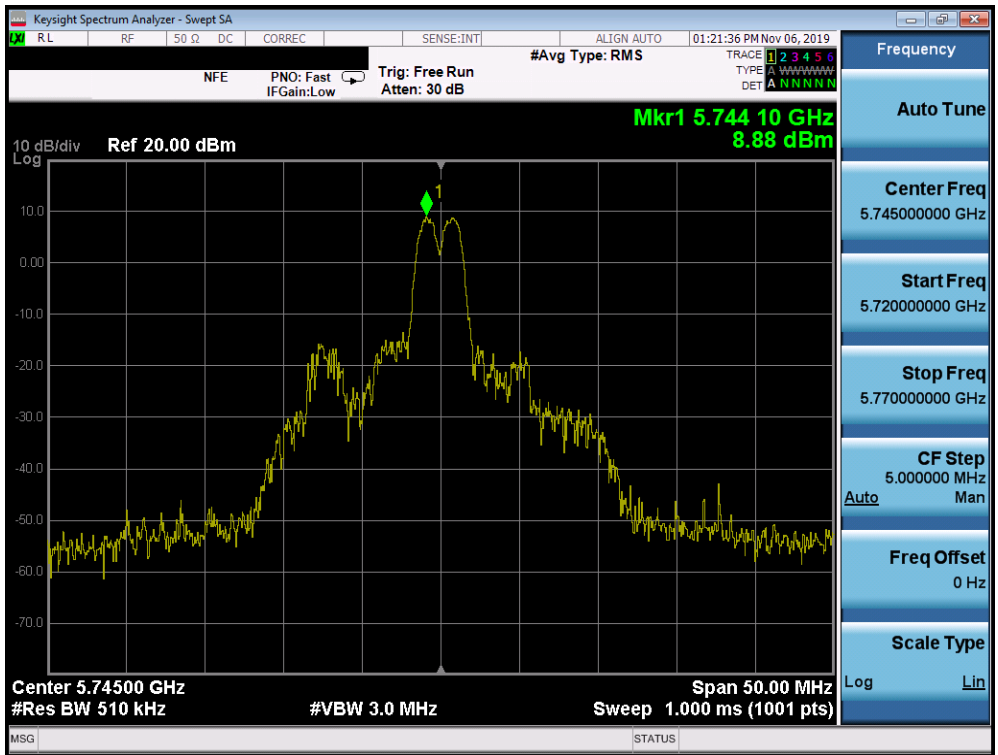 Keysight Spectrum Analyzer - Swept SA
LXI RL RF 50 Ω DC CORREC SENSE:INT ALIGN AUTO 01:21:36 PM Nov 06, 2019
Frequency
#Avg Type: RMS
TRACE 1 2 3 4 5 6
NFE PNO: Fast Trig: Free Run
TYPE A WWWWW
IFGain:Low Atten: 30 dB
DET A N N N N N
Auto Tune
Mkr1 5.744 10 GHz
8.88 dBm
10 dB/div Ref 20.00 dBm
Log
1
10.0
0.00
-10.0
-20.0
-30.0
-40.0
-50.0
-60.0
-70.0
Center 5.74500 GHz Span 50.00 MHz
#Res BW 510 kHz #VBW 3.0 MHz Sweep 1.000 ms (1001 pts)
Center Freq
5.745000000 GHz
Start Freq
5.720000000 GHz
Stop Freq
5.770000000 GHz
CF Step
5.000000 MHz
Auto Man
Freq Offset
0 Hz
Scale Type
Log Lin
MSG STATUS